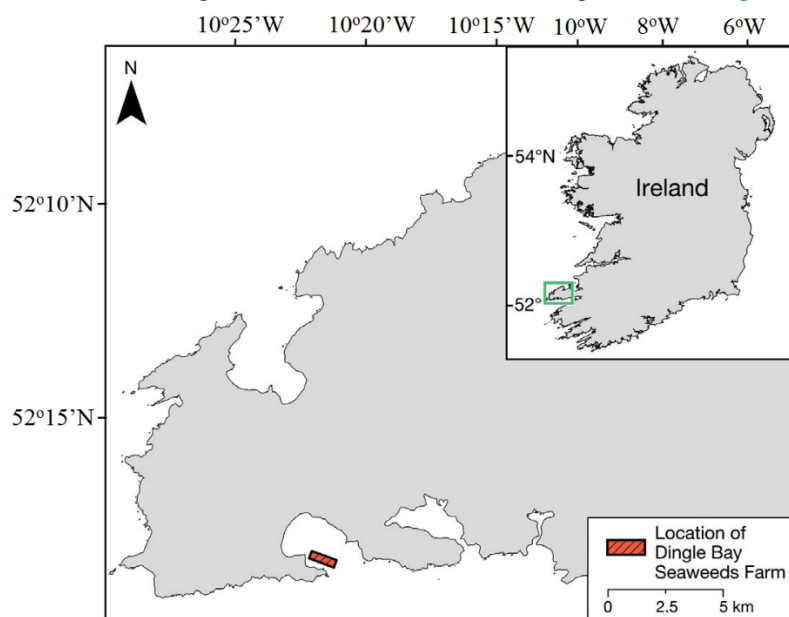 10°25'W 10°20'W 10°15'W 10°W 8°W 6°W
N
54°N
Ireland
52°10'N
52°
52°15'N
Location of
Dingle Bay
Seaweeds Farm
0 2.5 5 km